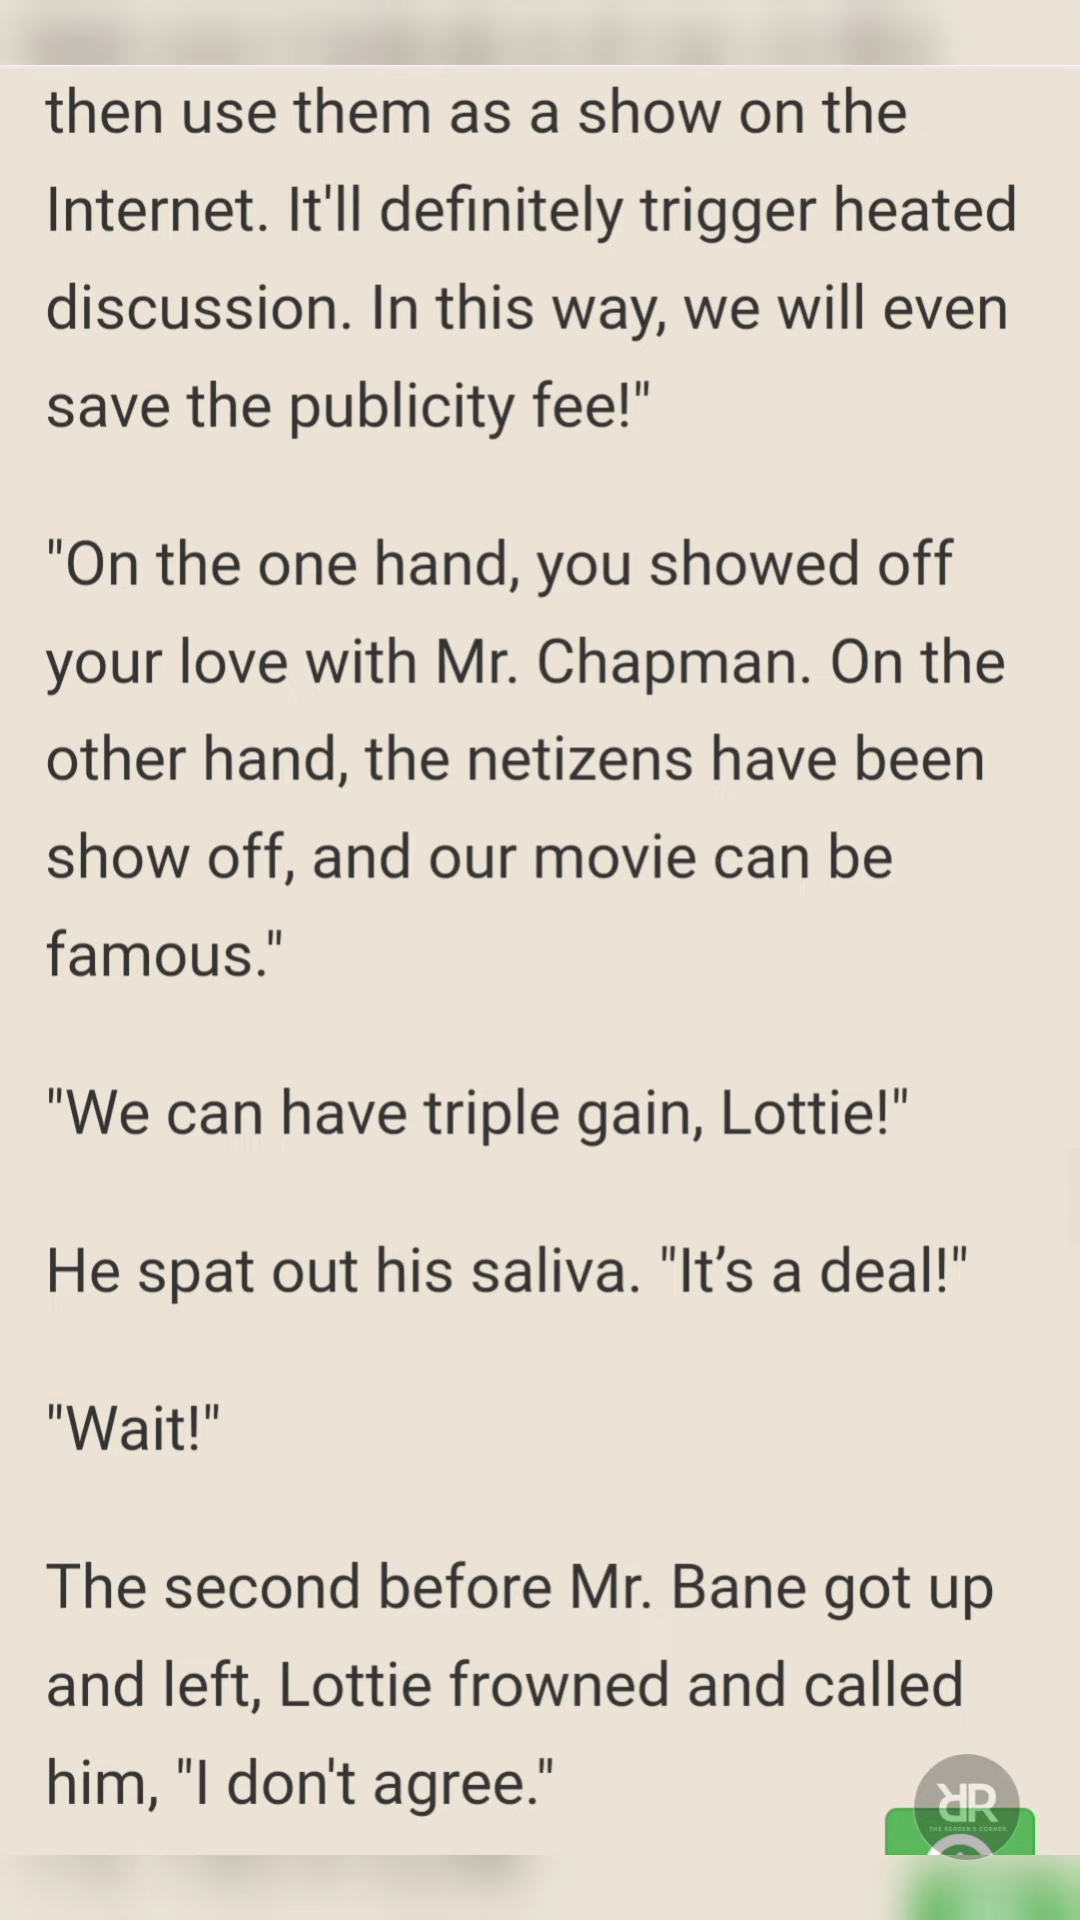 then use them as a show on the
Internet. It'll definitely trigger heated
discussion. In this way, we will even
save the publicity fee!"
"On the one hand, you showed off
your love with Mr. Chapman. On the
other hand, the netizens have been
show off, and our movie can be
famous."
"We can have triple gain, Lottie!"
He spat out his saliva. "It’s a deal!"
"Wait!"
The second before Mr. Bane got up
and left, Lottie frowned and called
him, "I don't agree."
RR
THE READER'S CORNER